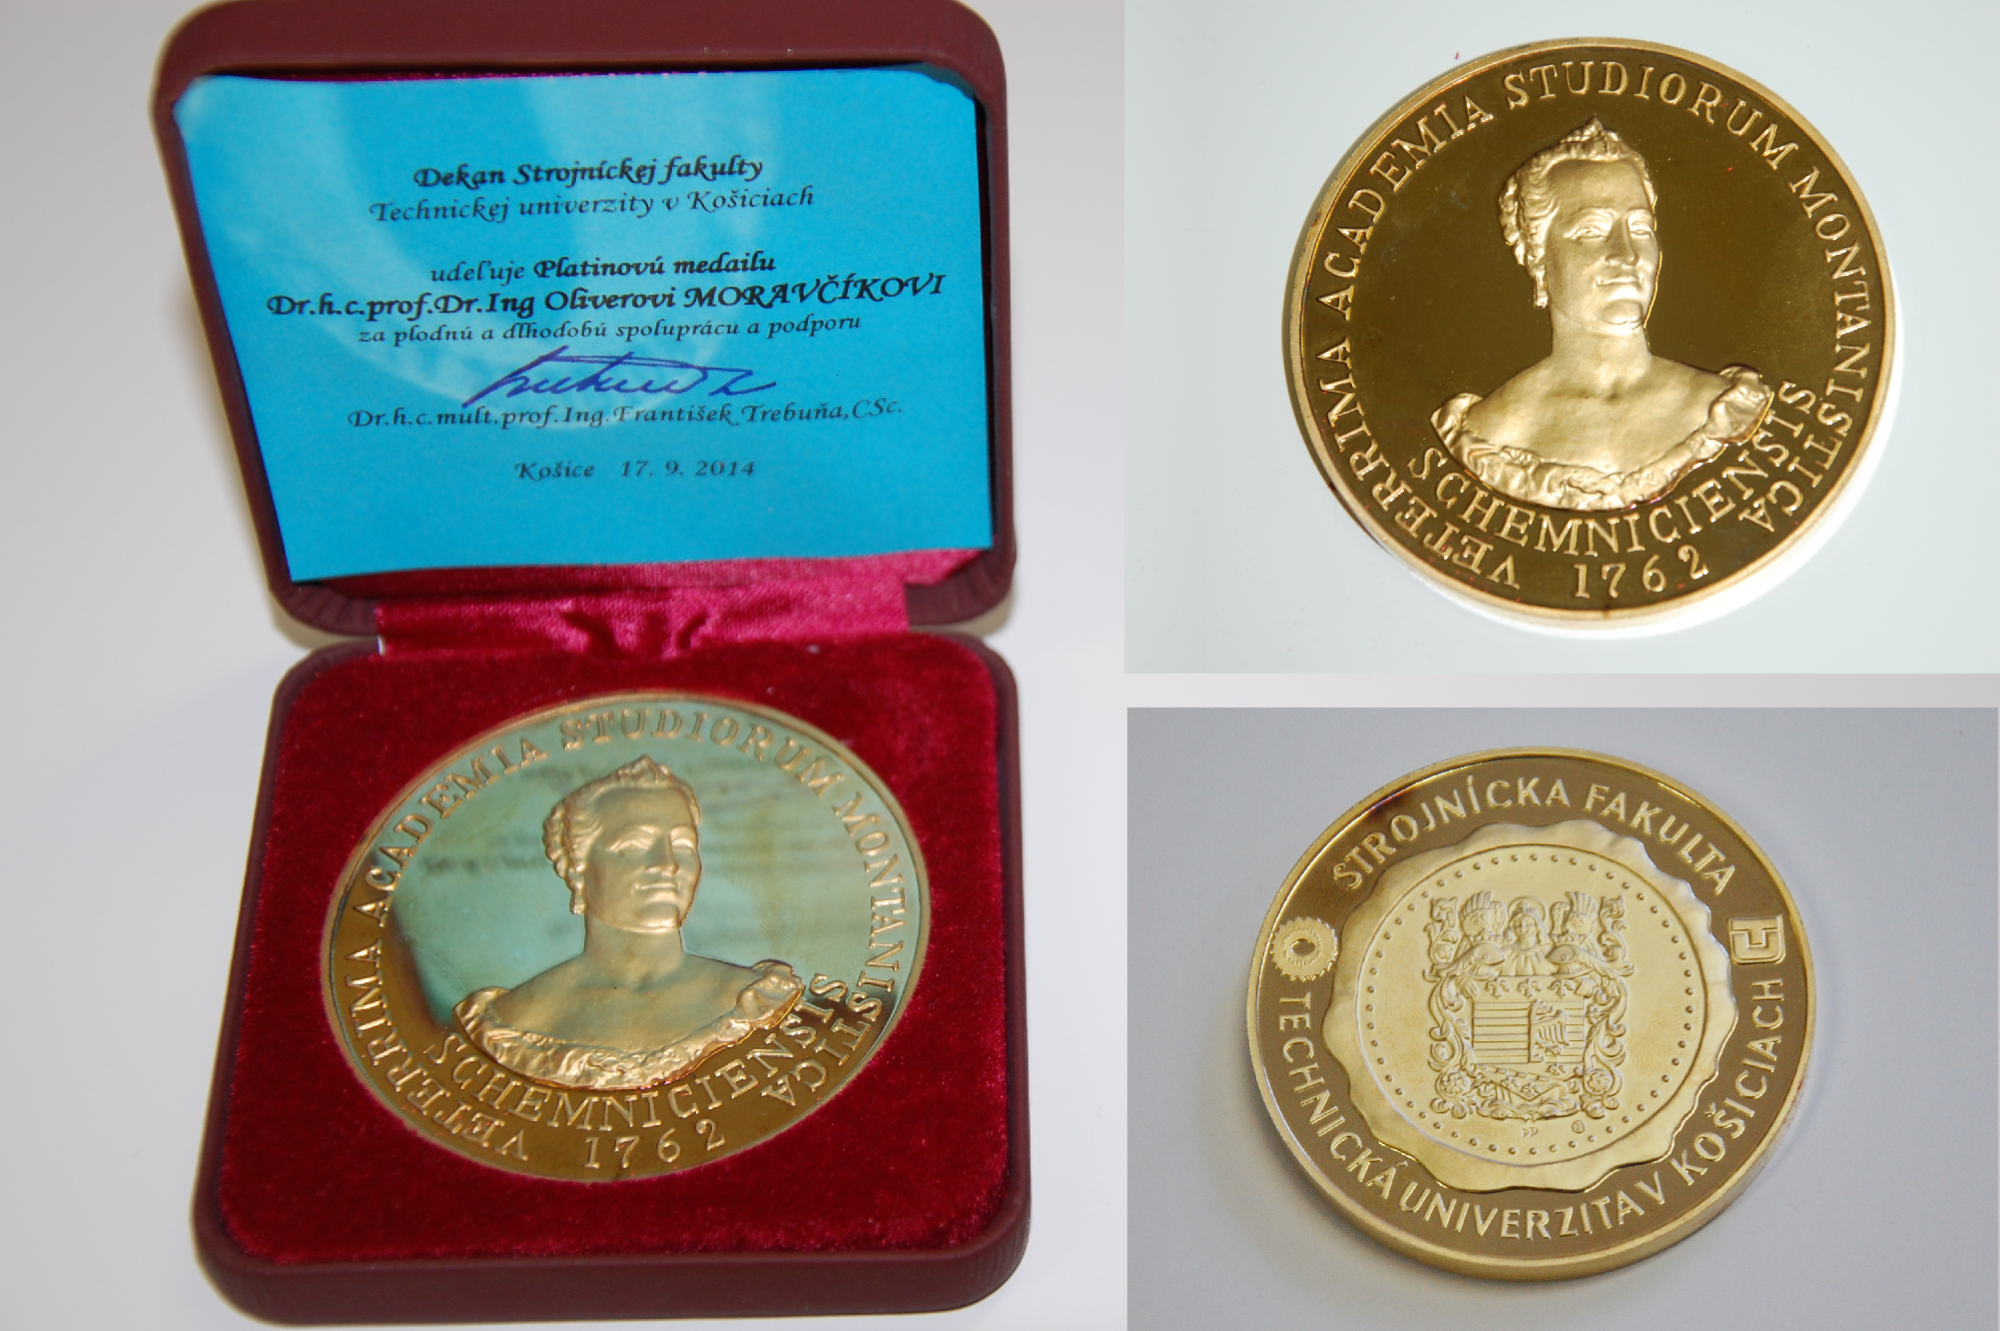 Dekan Strojníckej fakulty
Technickej univerzity v Košiciach
udeľuje Platinovú medailu
Dr.h.c.prof.Dr.Ing Oliverovi MORAVČÍKOVI
za plodnú a dlhodobú spoluprácu a podporu
Dr.h.c.mult.prof.Ing.František Trebuňa,CSc.
Košice 17. 9. 2014
VETERRIMA ACADEMIA STUDIORUM MONTANISTICA
SCHEMNICIENSIS
1762
VETERRIMA ACADEMIA STUDIORUM MONTANISTICA
SCHEMNICIENSIS
1762
STROJNÍCKA FAKULTA
TECHNICKÁ UNIVERZITA V KOŠICIACH